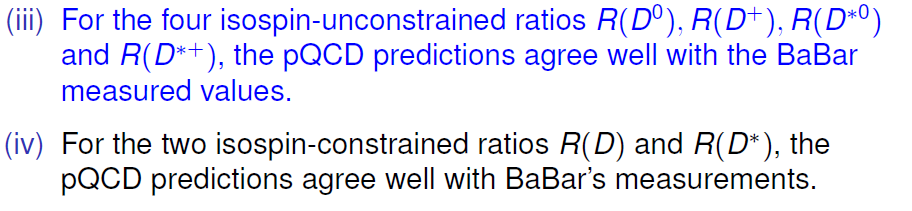 (iii) For the four isospin-unconstrained ratios R(D⁰), R(D⁺), R(D*⁰)
and R(D*⁺), the pQCD predictions agree well with the BaBar
measured values.
(iv) For the two isospin-constrained ratios R(D) and R(D*), the
pQCD predictions agree well with BaBar's measurements.